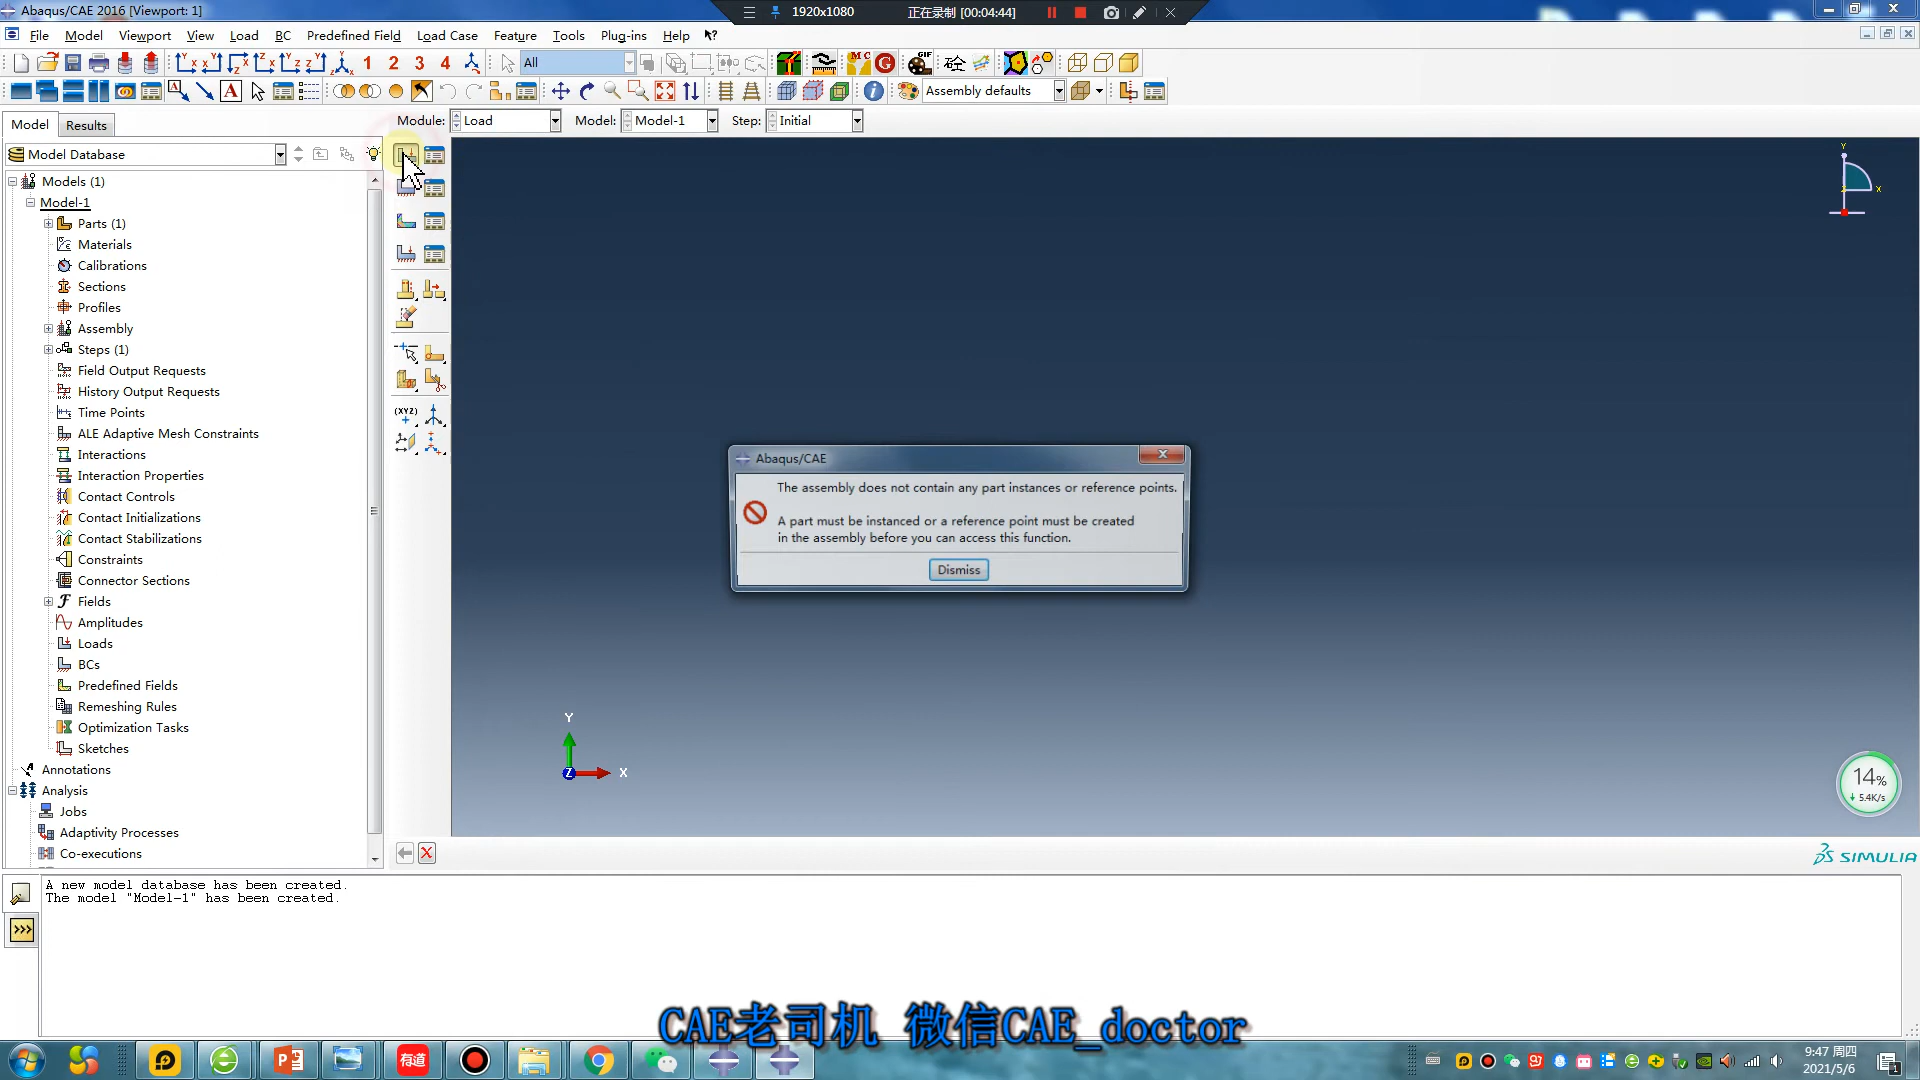 Abaqus/CAE 2016 [Viewport: 1]
1920x1080
正在录制 [00:04:44]
File Model Viewport View Load BC Predefined Field Load Case Feature Tools Plug-ins Help
1 2 3 4
All
Assembly defaults
Model Results
Module: Load Model: Model-1 Step: Initial
Model Database
Models (1)
Model-1
Parts (1)
Materials
Calibrations
Sections
Profiles
Assembly
Steps (1)
Field Output Requests
History Output Requests
Time Points
ALE Adaptive Mesh Constraints
Interactions
Interaction Properties
Contact Controls
Contact Initializations
Contact Stabilizations
Constraints
Connector Sections
Fields
Amplitudes
Loads
BCs
Predefined Fields
Remeshing Rules
Optimization Tasks
Sketches
Annotations
Analysis
Jobs
Adaptivity Processes
Co-executions
(XYZ)
Y
X
Abaqus/CAE
The assembly does not contain any part instances or reference points.
A part must be instanced or a reference point must be created
in the assembly before you can access this function.
Dismiss
Y
Z
X
14%
5.4K/s
SIMULIA
A new model database has been created.
The model "Model-1" has been created.
>>>
CAE老司机 微信CAE_doctor
有道
9:47 周四
2021/5/6